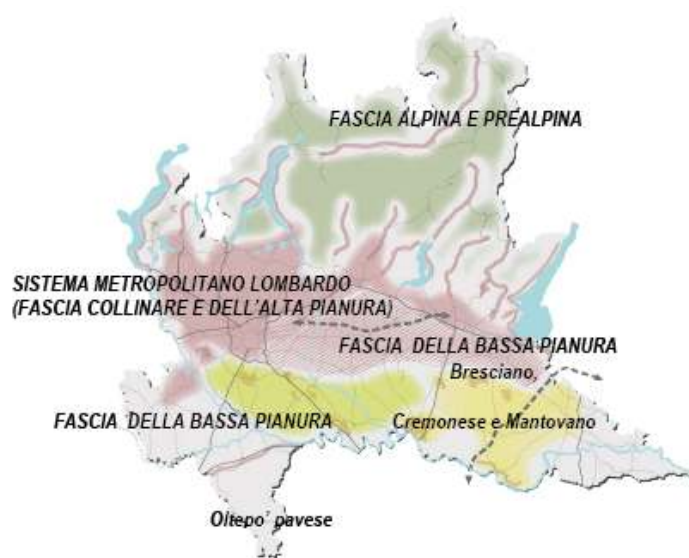 FASCIA ALPINA E PREALPINA
SISTEMA METROPOLITANO LOMBARDO
(FASCIA COLLINARE E DELL'ALTA PIANURA)
FASCIA DELLA BASSA PIANURA
Bresciano,
Cremonese e Mantovano
FASCIA DELLA BASSA PIANURA
Oltepo' pavese